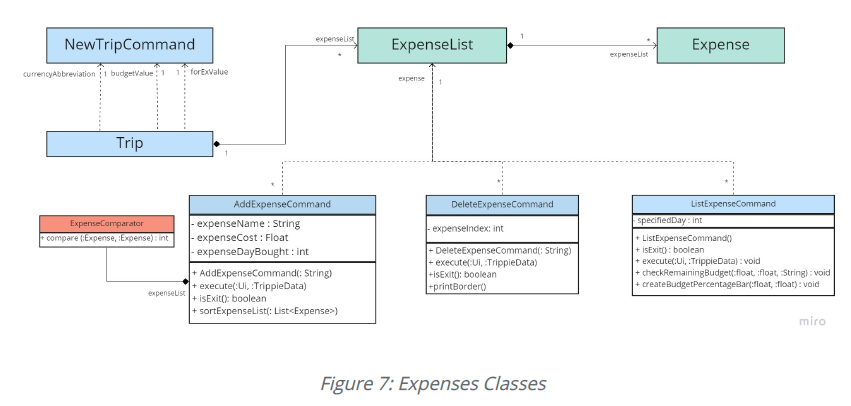 NewTripCommand
expenseList
*
ExpenseList
1
*
expenseList
Expense
currencyAbbreviation
1
budgetValue
1
1
forExValue
expense
1
Trip
1
*
*
*
ExpenseComparator
+ compare (:Expense, :Expense) : int
expenseList
AddExpenseCommand
- expenseName : String
- expenseCost : Float
- expenseDayBought : int
+ AddExpenseCommand(: String)
+ execute(:Ui, :TrippieData)
+ isExit(): boolean
+ sortExpenseList(: List<Expense>)
DeleteExpenseCommand
- expenseIndex: int
+ DeleteExpenseCommand(: String)
+ execute(:Ui, :TrippieData)
+isExit(): boolean
+printBorder()
ListExpenseCommand
- specifiedDay : int
+ ListExpenseCommand()
+ isExit() : boolean
+ execute(:Ui, :TrippieData) : void
+ checkRemainingBudget(:float, :float, :String) : void
+ createBudgetPercentageBar(:float, :float) : void
miro
Figure 7: Expenses Classes